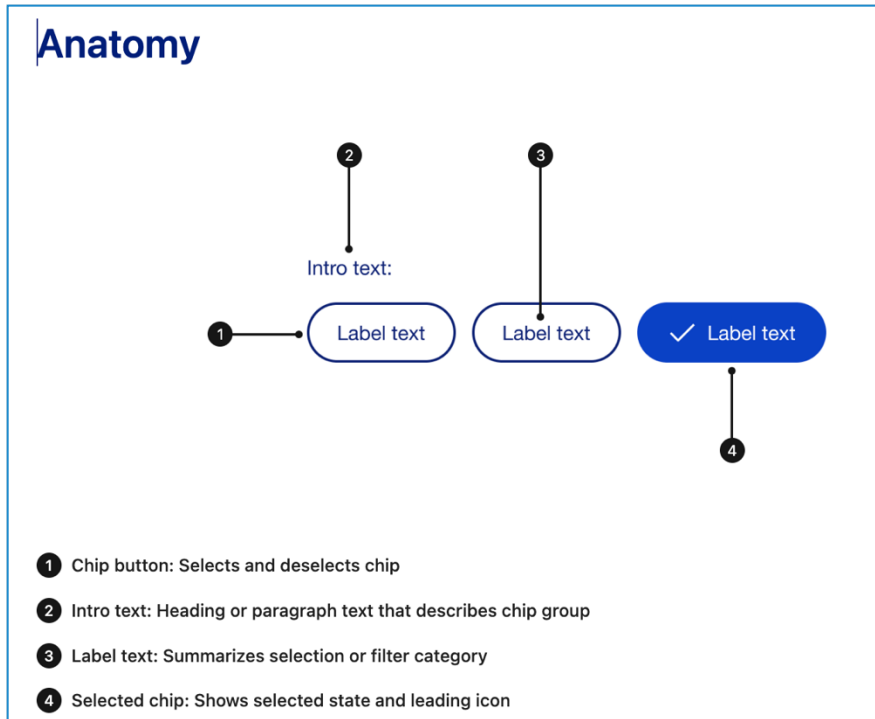 Anatomy
2 3
Intro text:
1 Label text Label text Label text
4
1 Chip button: Selects and deselects chip
2 Intro text: Heading or paragraph text that describes chip group
3 Label text: Summarizes selection or filter category
4 Selected chip: Shows selected state and leading icon